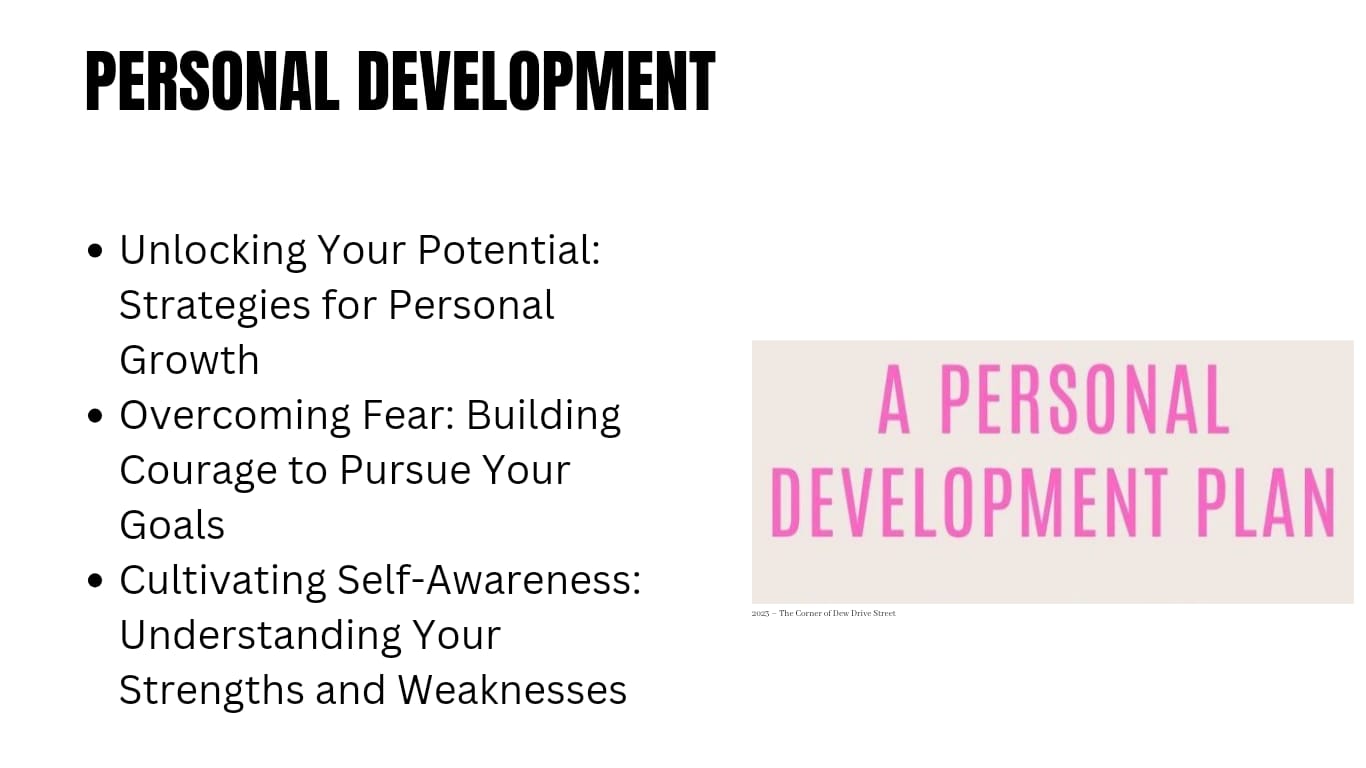 PERSONAL DEVELOPMENT
• Unlocking Your Potential:
Strategies for Personal
Growth
• Overcoming Fear: Building
Courage to Pursue Your
Goals
• Cultivating Self-Awareness:
Understanding Your
Strengths and Weaknesses
A PERSONAL
DEVELOPMENT PLAN
2023 – The Corner of Dew Drive Street